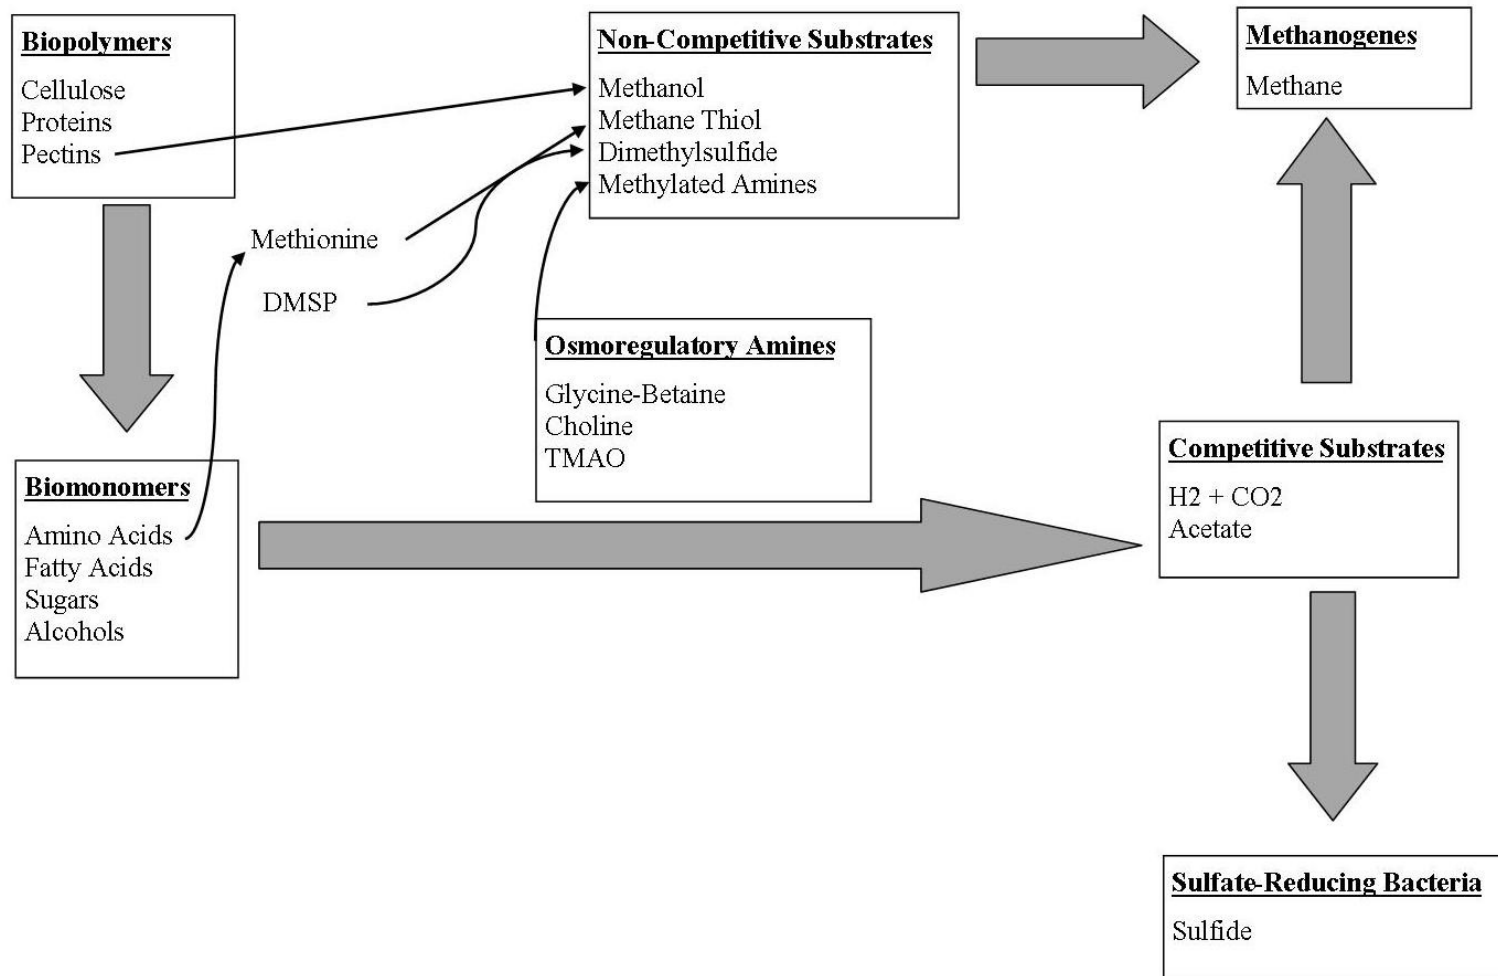 Biopolymers
Cellulose
Proteins
Pectins
Non-Competitive Substrates
Methanol
Methane Thiol
Dimethylsulfide
Methylated Amines
Methanogenes
Methane
Methionine
DMSP
Osmoregulatory Amines
Glycine-Betaine
Choline
TMAO
Biomonomers
Amino Acids
Fatty Acids
Sugars
Alcohols
Competitive Substrates
H2 + CO2
Acetate
Sulfate-Reducing Bacteria
Sulfide